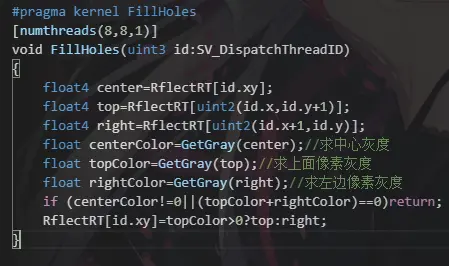 #pragma kernel FillHoles
[numthreads(8,8,1)]
void FillHoles(uint3 id:SV_DispatchThreadID)
{
float4 center=RflectRT[id.xy];
float4 top=RflectRT[uint2(id.x,id.y+1)];
float4 right=RflectRT[uint2(id.x+1,id.y)];
float centerColor=GetGray(center);//求中心灰度
float topColor=GetGray(top);//求上面像素灰度
float rightColor=GetGray(right);//求左边像素灰度
if (centerColor!=0||(topColor+rightColor)==0)return;
RflectRT[id.xy]=topColor>0?top:right;
}